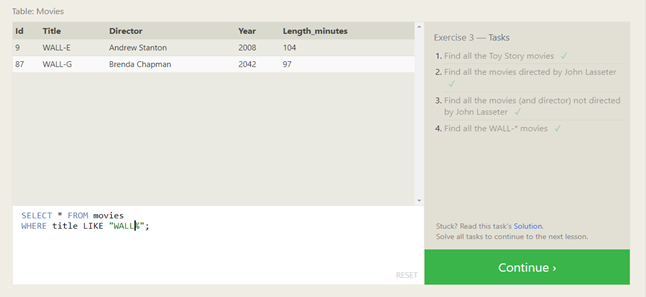 Table: Movies
Id Title Director Year Length_minutes
9 WALL-E Andrew Stanton 2008 104
87 WALL-G Brenda Chapman 2042 97
SELECT * FROM movies
WHERE title LIKE "WALL%";
RESET
Exercise 3 — Tasks
1. Find all the Toy Story movies ✓
2. Find all the movies directed by John Lasseter
✓
3. Find all the movies (and director) not directed
by John Lasseter ✓
4. Find all the WALL-* movies ✓
Stuck? Read this task's Solution.
Solve all tasks to continue to the next lesson.
Continue ›